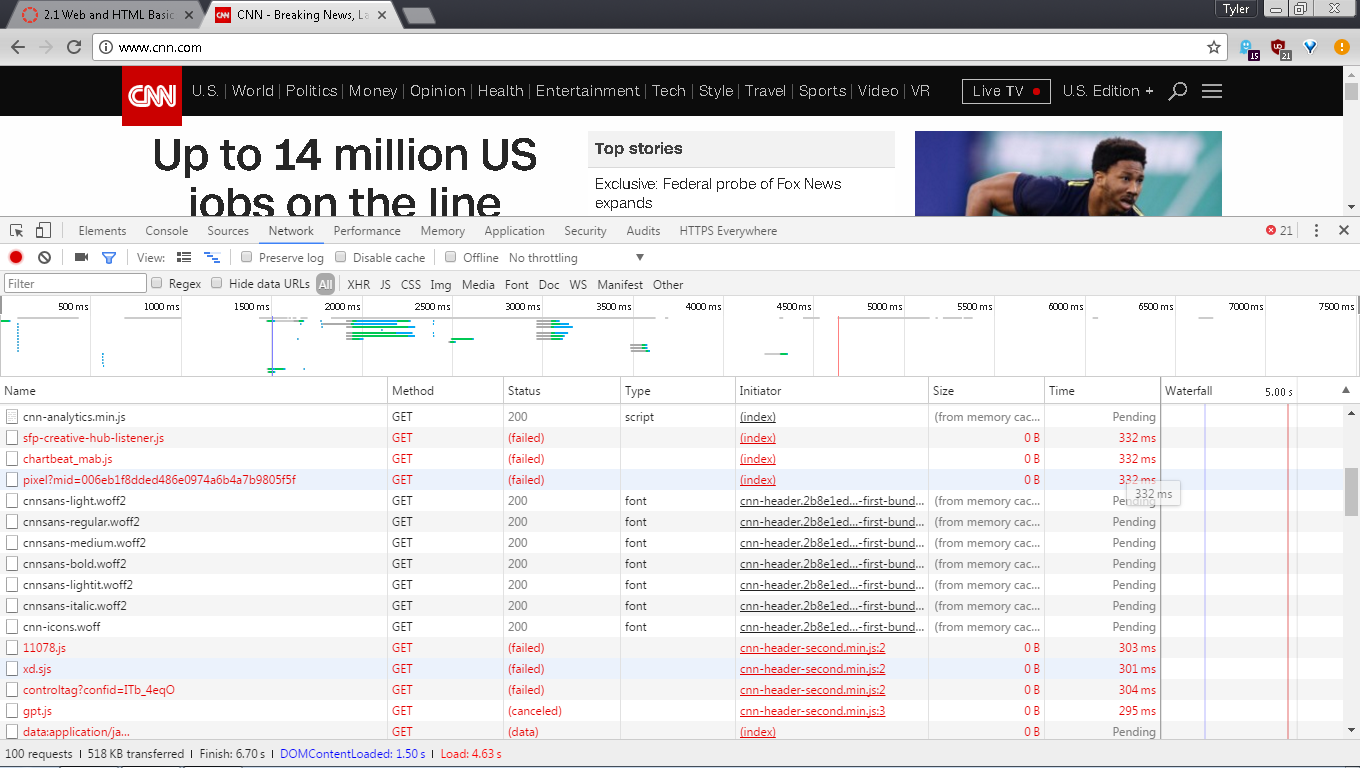 2.1 Web and HTML Basic
CNN - Breaking News, La
Tyler
www.cnn.com
15
21
CNN
U.S. | World | Politics | Money | Opinion | Health | Entertainment | Tech | Style | Travel | Sports | Video | VR
Live TV
U.S. Edition +
Up to 14 million US
jobs on the line
Top stories
Exclusive: Federal probe of Fox News
expands
Elements Console Sources Network Performance Memory Application Security Audits HTTPS Everywhere
21
View: Preserve log Disable cache Offline No throttling
Filter Regex Hide data URLs All XHR JS CSS Img Media Font Doc WS Manifest Other
500 ms 1000 ms 1500 ms 2000 ms 2500 ms 3000 ms 3500 ms 4000 ms 4500 ms 5000 ms 5500 ms 6000 ms 6500 ms 7000 ms 7500 ms
Name Method Status Type Initiator Size Time Waterfall 5.00 s
cnn-analytics.min.js GET 200 script (index) (from memory cac... Pending
sfp-creative-hub-listener.js GET (failed) (index) 0 B 332 ms
chartbeat_mab.js GET (failed) (index) 0 B 332 ms
pixel?mid=006eb1f8dded486e0974a6b4a7b9805f5f GET (failed) (index) 0 B 332 ms
332 ms
cnnsans-light.woff2 GET 200 font cnn-header.2b8e1ed...-first-bund... (from memory cac... Pending
cnnsans-regular.woff2 GET 200 font cnn-header.2b8e1ed...-first-bund... (from memory cac... Pending
cnnsans-medium.woff2 GET 200 font cnn-header.2b8e1ed...-first-bund... (from memory cac... Pending
cnnsans-bold.woff2 GET 200 font cnn-header.2b8e1ed...-first-bund... (from memory cac... Pending
cnnsans-lightit.woff2 GET 200 font cnn-header.2b8e1ed...-first-bund... (from memory cac... Pending
cnnsans-italic.woff2 GET 200 font cnn-header.2b8e1ed...-first-bund... (from memory cac... Pending
cnn-icons.woff GET 200 font cnn-header.2b8e1ed...-first-bund... (from memory cac... Pending
11078.js GET (failed) cnn-header-second.min.js:2 0 B 303 ms
xd.sjs GET (failed) cnn-header-second.min.js:2 0 B 301 ms
controltag?confid=ITb_4eqO GET (failed) cnn-header-second.min.js:2 0 B 304 ms
gpt.js GET (canceled) cnn-header-second.min.js:3 0 B 295 ms
data:application/ja... GET (data) (index) 0 B Pending
100 requests | 518 KB transferred | Finish: 6.70 s | DOMContentLoaded: 1.50 s | Load: 4.63 s